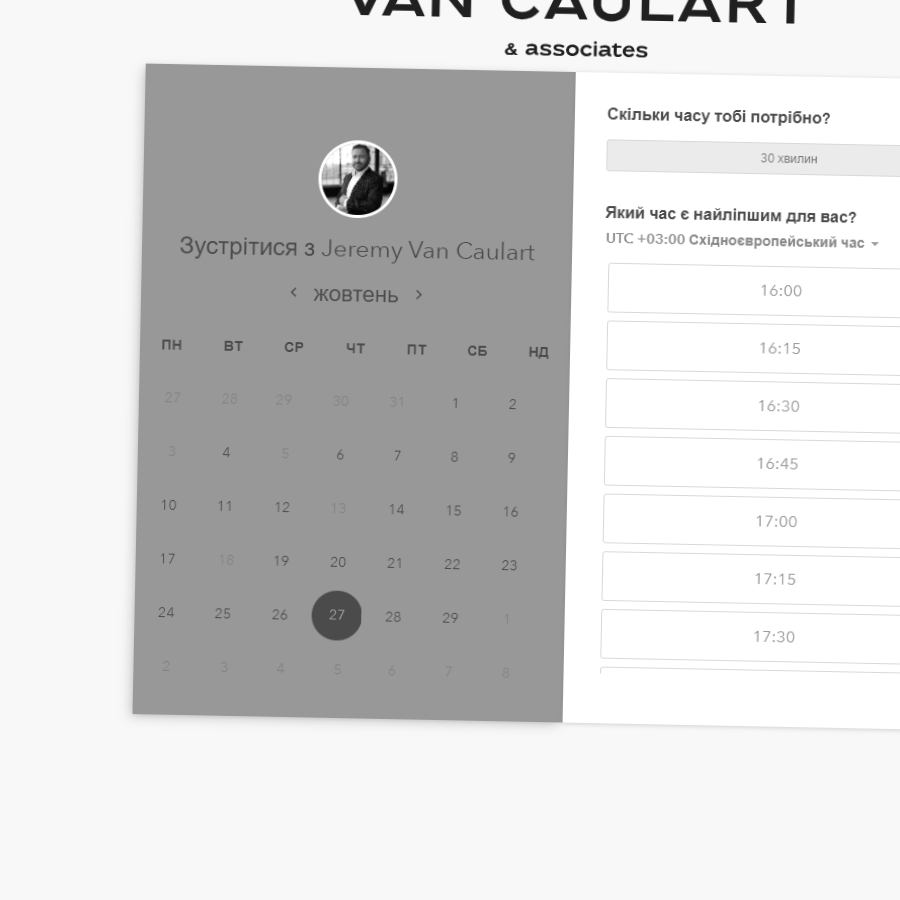 VAN CAULART
& associates
Зустрітися з Jeremy Van Caulart
жовтень
ПН ВТ СР ЧТ ПТ СБ НД
27 28 29 30 31 1 2
3 4 5 6 7 8 9
10 11 12 13 14 15 16
17 18 19 20 21 22 23
24 25 26 27 28 29 1
2 3 4 5 6 7 8
Скільки часу тобі потрібно?
30 хвилин
Який час є найліпшим для вас?
UTC +03:00 Східноєвропейський час
16:00
16:15
16:30
16:45
17:00
17:15
17:30